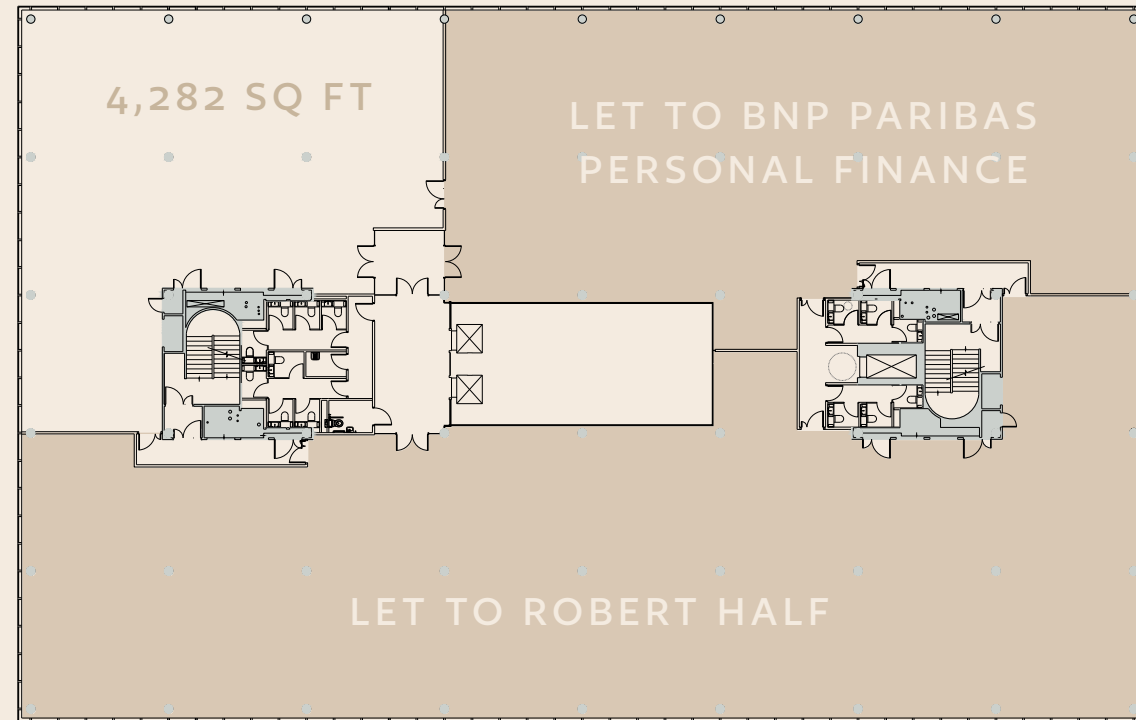 4,282 SQ FT
LET TO BNP PARIBAS
PERSONAL FINANCE
LET TO ROBERT HALF